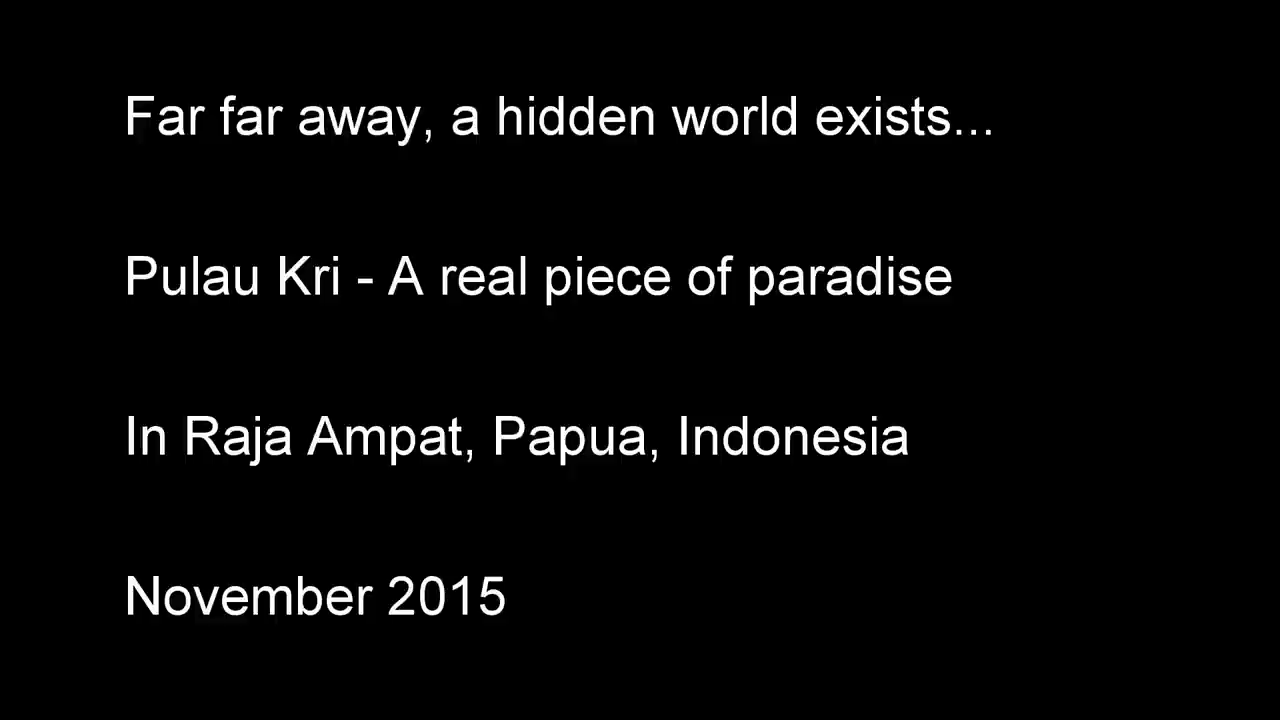 Far far away, a hidden world exists...
Pulau Kri - A real piece of paradise
In Raja Ampat, Papua, Indonesia
November 2015